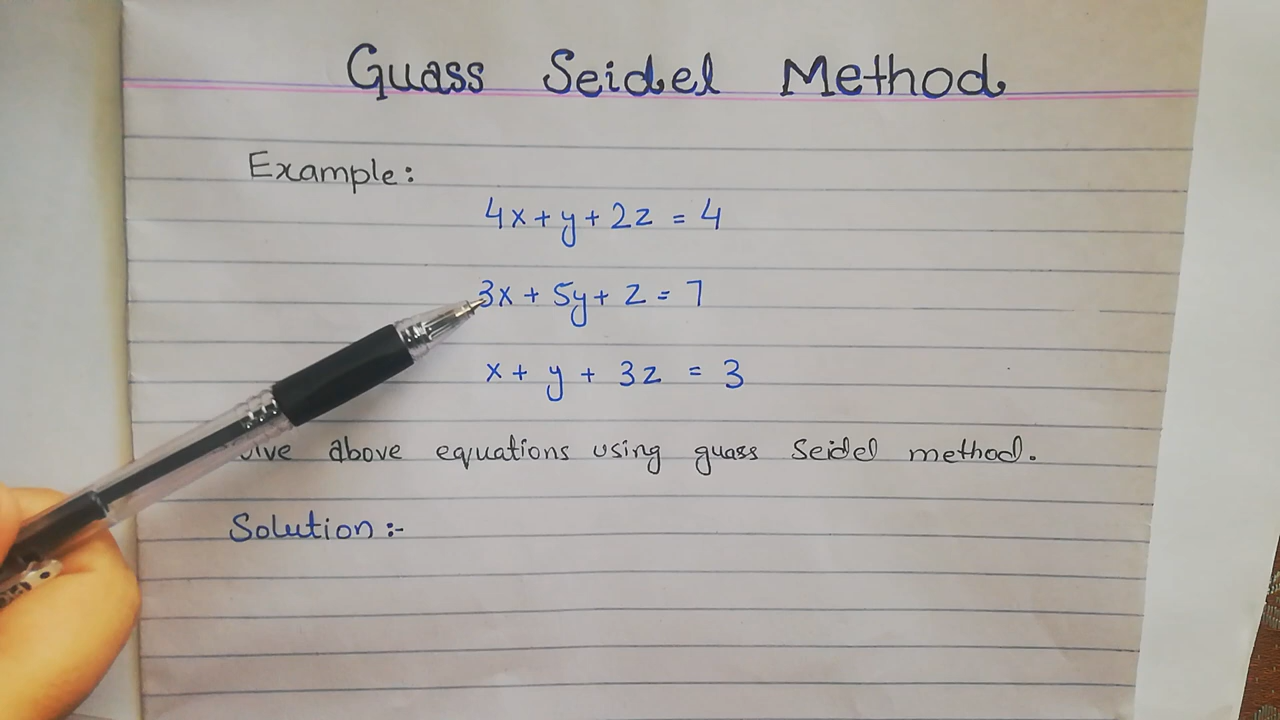 Guass Seidel Method
Example:
4x + y + 2z = 4
3x + 5y + z = 7
x + y + 3z = 3
above equations using guass Seidel method.
Solution :-